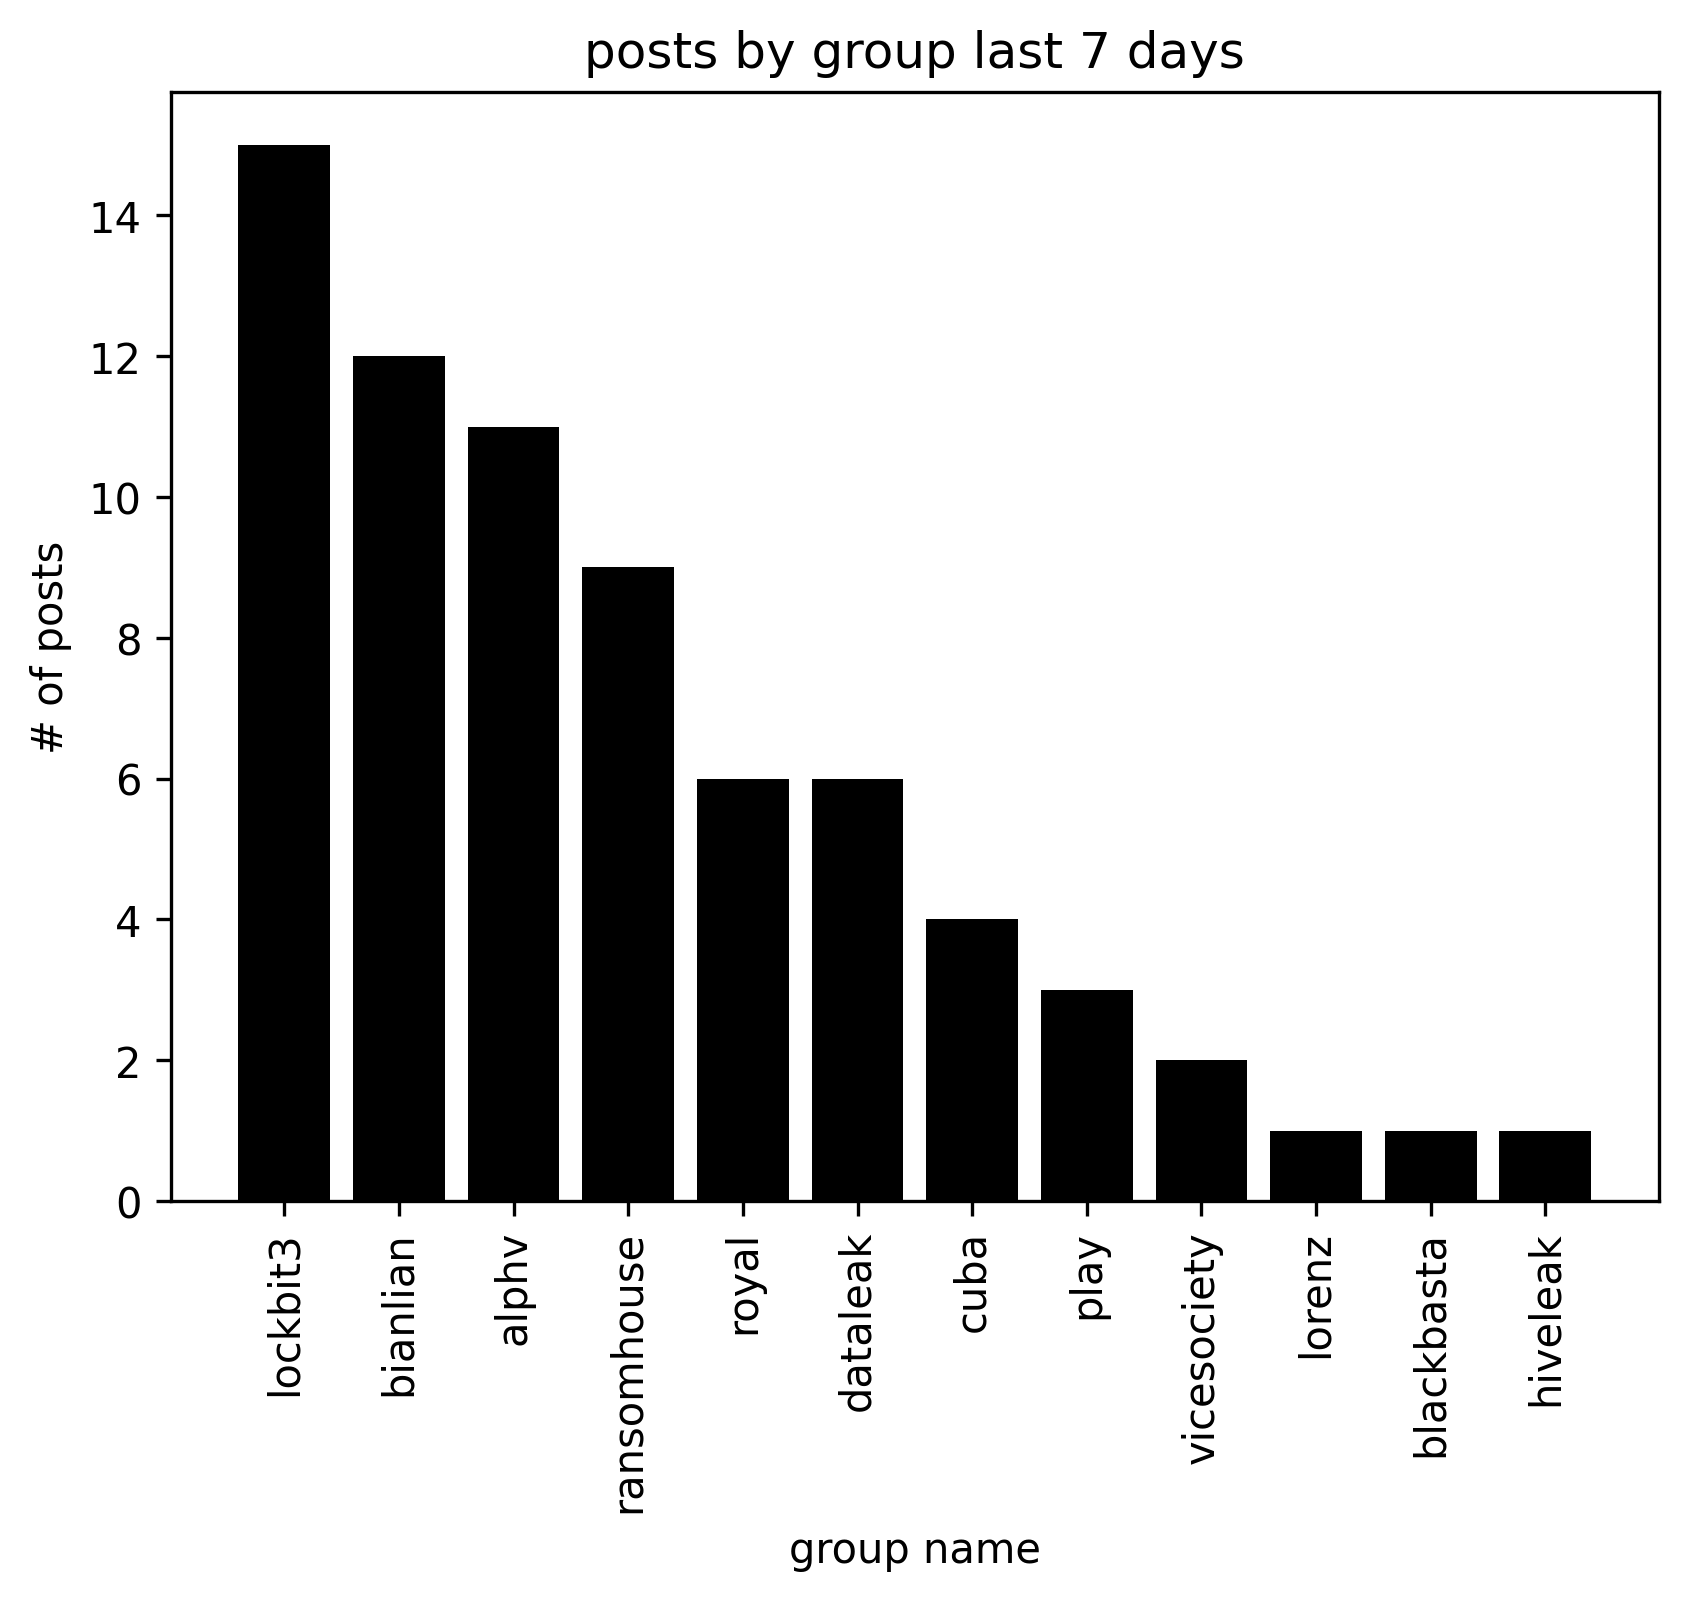 posts by group last 7 days
# of posts
14
12
10
8
6
4
2
0
lockbit3
bianlian
alphv
ransomhouse
royal
dataleak
cuba
play
vicesociety
lorenz
blackbasta
hiveleak
group name